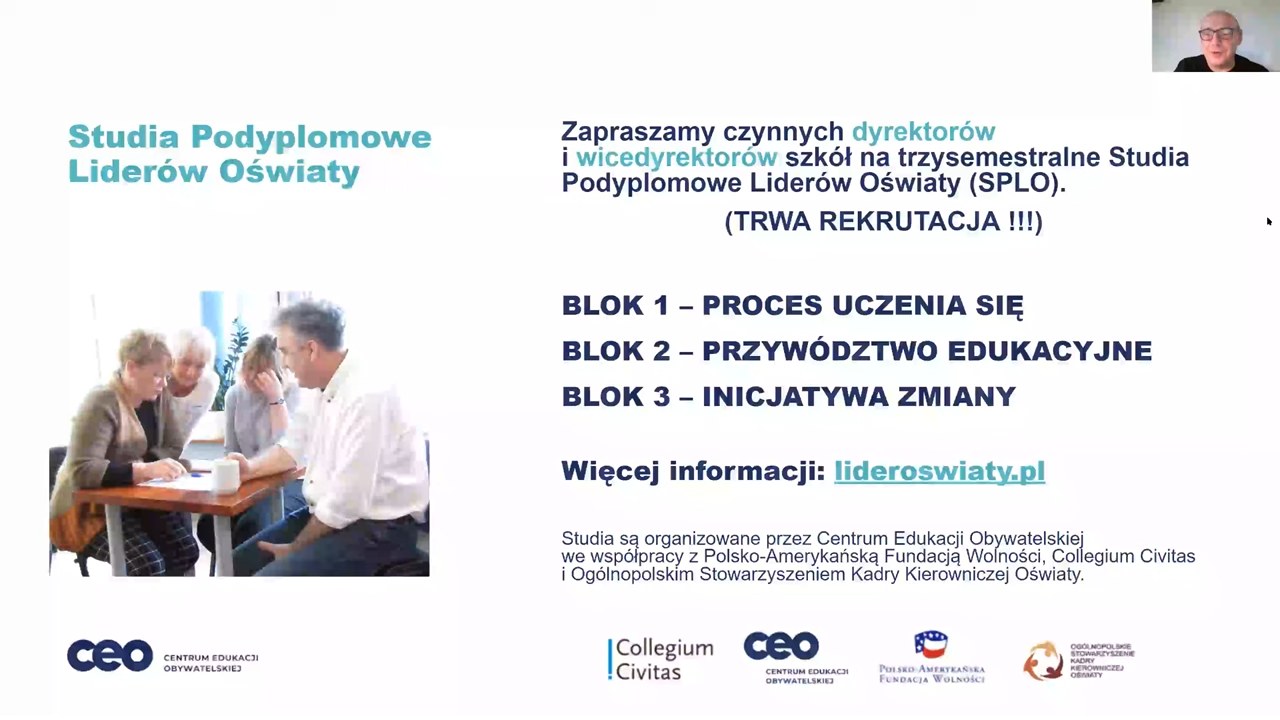 Studia Podyplomowe
Liderów Oświaty
Zapraszamy czynnych dyrektorów
i wicedyrektorów szkół na trzysemestralne Studia
Podyplomowe Liderów Oświaty (SPLO).
(TRWA REKRUTACJA !!!)
BLOK 1 – PROCES UCZENIA SIĘ
BLOK 2 – PRZYWÓDZTWO EDUKACYJNE
BLOK 3 – INICJATYWA ZMIANY
Więcej informacji: lideroswiaty.pl
Studia są organizowane przez Centrum Edukacji Obywatelskiej
we współpracy z Polsko-Amerykańską Fundacją Wolności, Collegium Civitas
i Ogólnopolskim Stowarzyszeniem Kadry Kierowniczej Oświaty.
ceo
CENTRUM EDUKACJI
OBYWATELSKIEJ
Collegium
Civitas
ceo
CENTRUM EDUKACJI
OBYWATELSKIEJ
POLSKO-AMERYKAŃSKA
FUNDACJA WOLNOŚCI
OGÓLNOPOLSKIE
STOWARZYSZENIE
KADRY
KIEROWNICZEJ
OŚWIATY